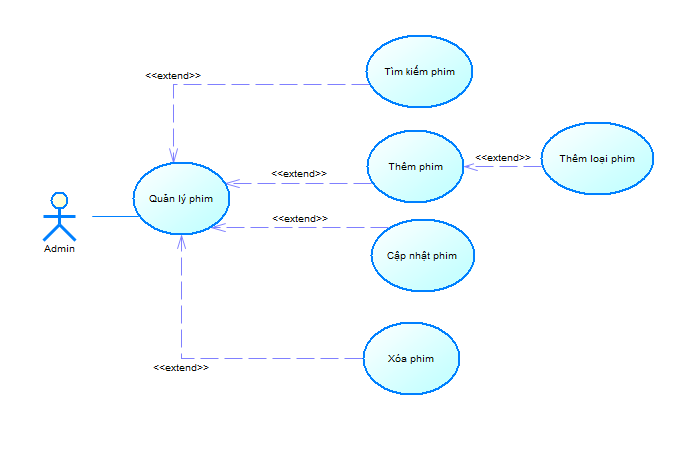 Tìm kiếm phim
<<extend>>
Thêm phim
<<extend>>
Thêm loại phim
<<extend>>
Quản lý phim
<<extend>>
Admin
Cập nhật phim
Xóa phim
<<extend>>